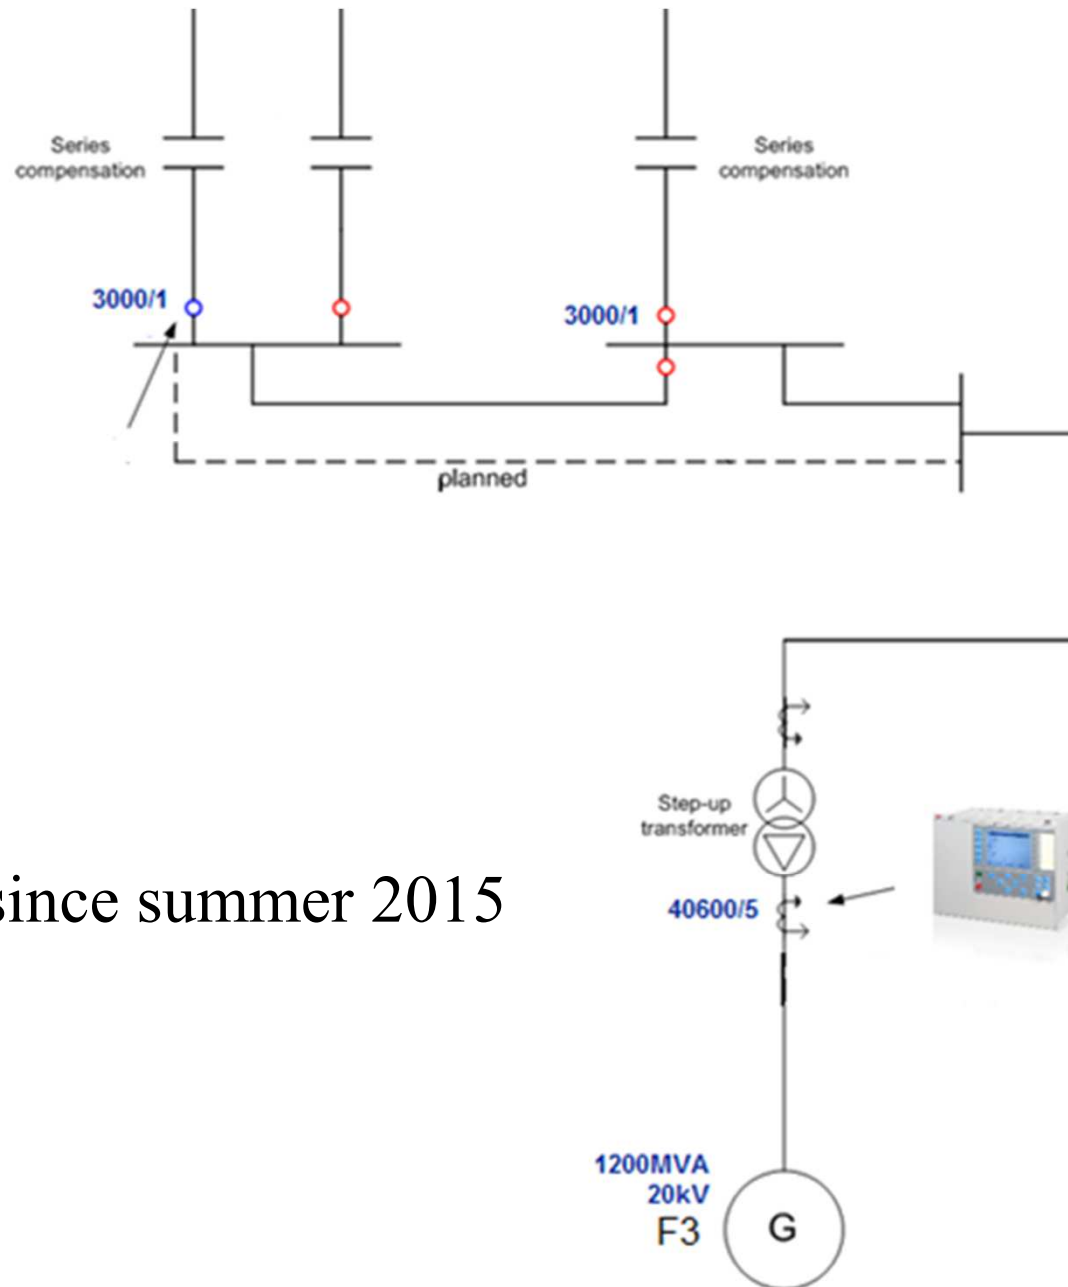 Series
compensation
Series
compensation
3000/1
3000/1
planned
Step-up
transformer
since summer 2015
40600/5
1200MVA
20kV
F3
G